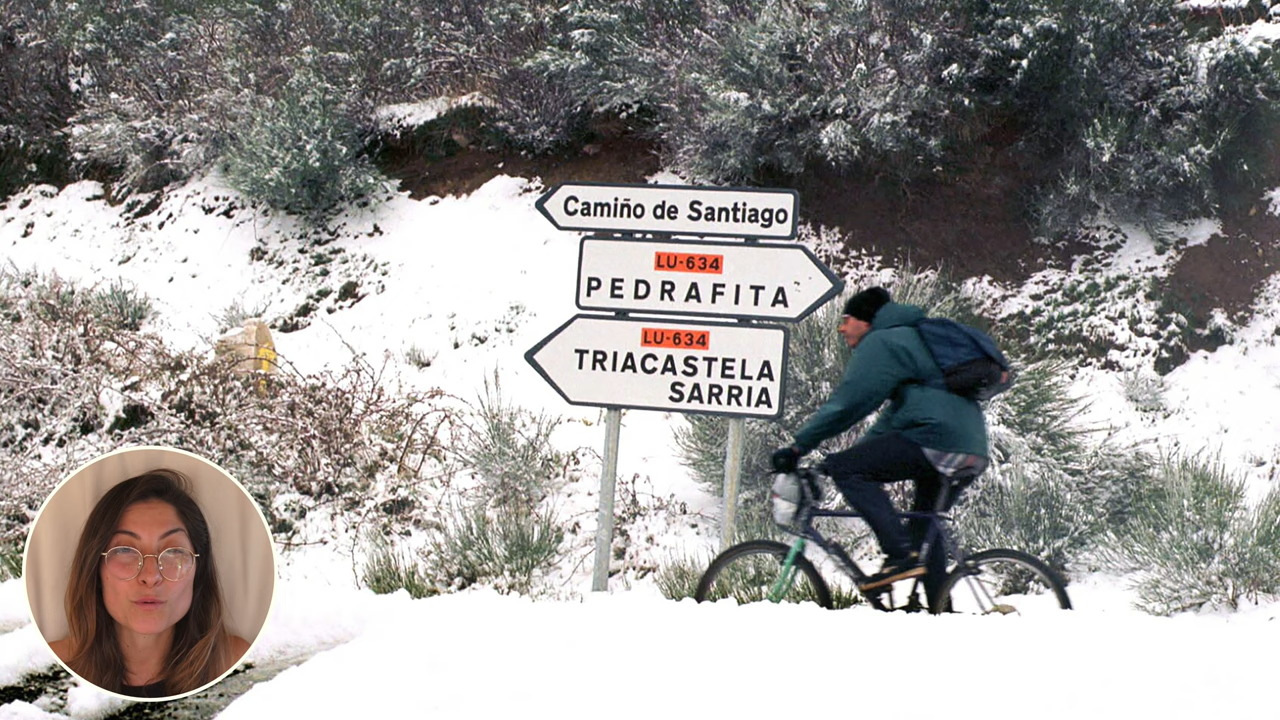 Camiño de Santiago
LU-634
PEDRAFITA
LU-634
TRIACASTELA
SARRIA